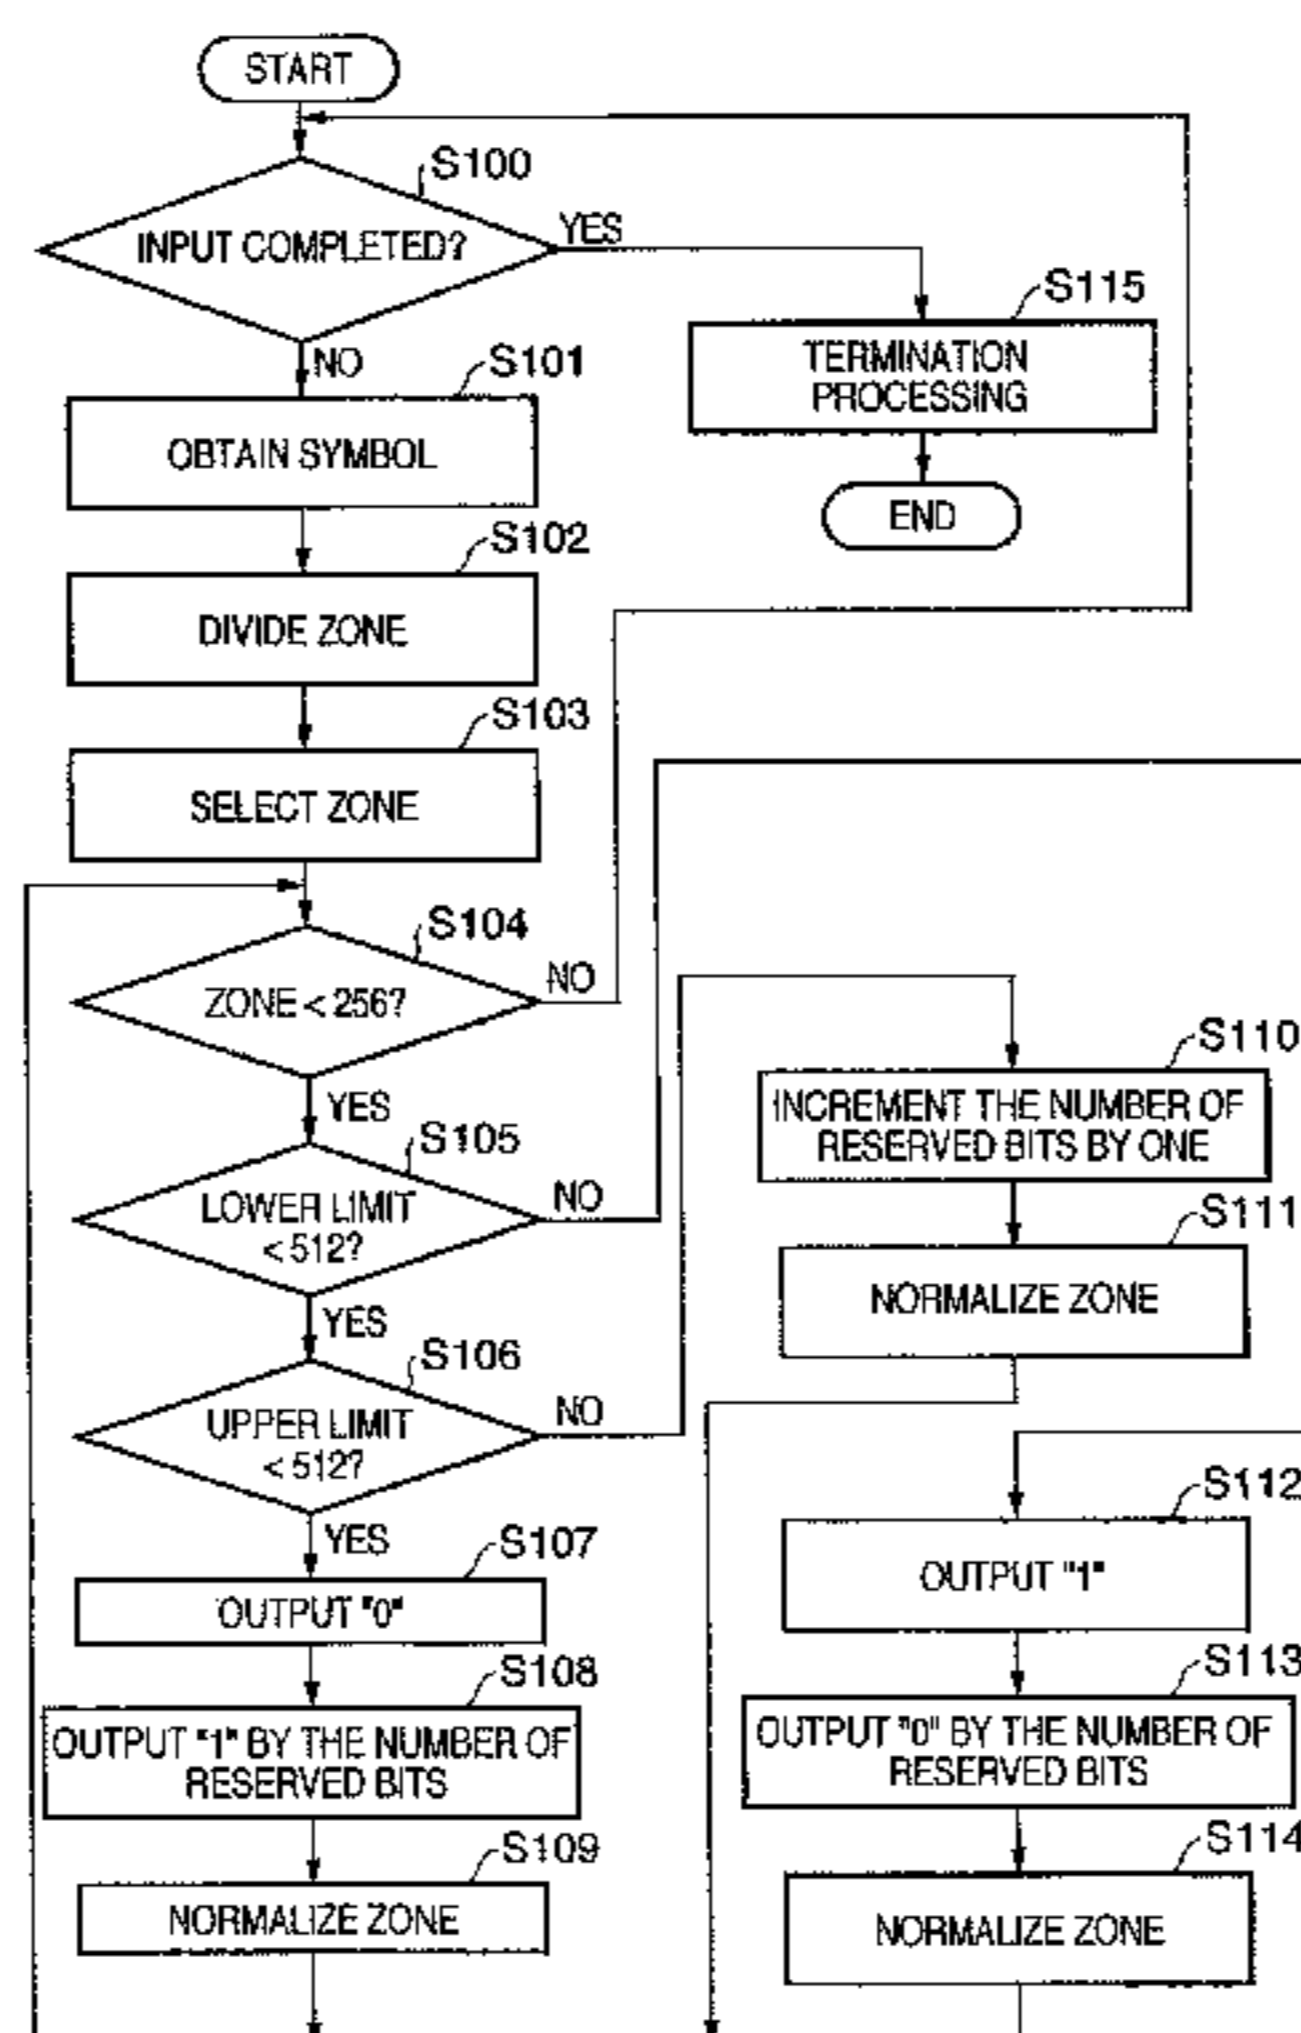 START
S100
INPUT COMPLETED?
YES
NO
S115
TERMINATION
PROCESSING
END
S101
OBTAIN SYMBOL
S102
DIVIDE ZONE
S103
SELECT ZONE
S104
ZONE < 256?
NO
YES
S105
LOWER LIMIT
< 512?
NO
YES
S106
UPPER LIMIT
< 512?
NO
YES
S107
OUTPUT "0"
S108
OUTPUT "1" BY THE NUMBER OF
RESERVED BITS
S109
NORMALIZE ZONE
S110
INCREMENT THE NUMBER OF
RESERVED BITS BY ONE
S111
NORMALIZE ZONE
S112
OUTPUT "1"
S113
OUTPUT "0" BY THE NUMBER OF
RESERVED BITS
S114
NORMALIZE ZONE